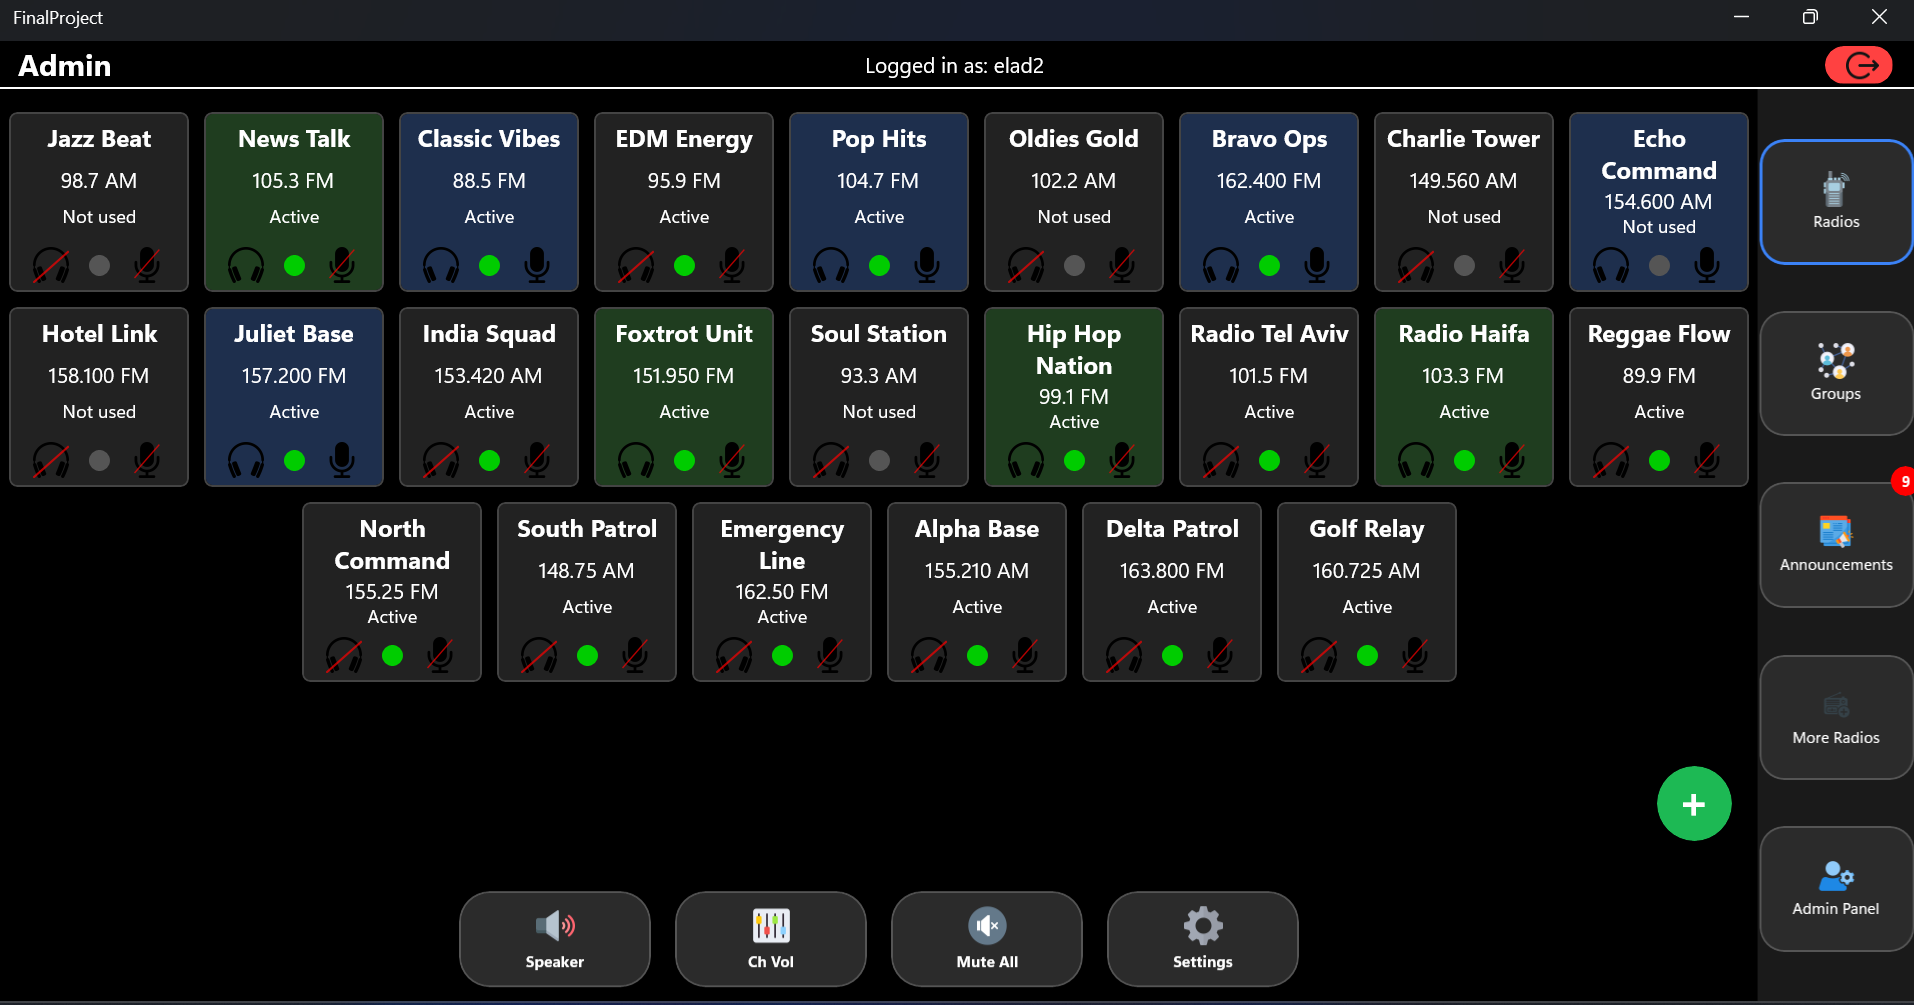 FinalProject
Admin
Logged in as: elad2
Jazz Beat
98.7 AM
Not used
News Talk
105.3 FM
Active
Classic Vibes
88.5 FM
Active
EDM Energy
95.9 FM
Active
Pop Hits
104.7 FM
Active
Oldies Gold
102.2 AM
Not used
Bravo Ops
162.400 FM
Active
Charlie Tower
149.560 AM
Not used
Echo
Command
154.600 AM
Not used
Hotel Link
158.100 FM
Not used
Juliet Base
157.200 FM
Active
India Squad
153.420 AM
Active
Foxtrot Unit
151.950 FM
Active
Soul Station
93.3 AM
Not used
Hip Hop
Nation
99.1 FM
Active
Radio Tel Aviv
101.5 FM
Active
Radio Haifa
103.3 FM
Active
Reggae Flow
89.9 FM
Active
North
Command
155.25 FM
Active
South Patrol
148.75 AM
Active
Emergency
Line
162.50 FM
Active
Alpha Base
155.210 AM
Active
Delta Patrol
163.800 FM
Active
Golf Relay
160.725 AM
Active
Radios
Groups
9
Announcements
More Radios
+
Admin Panel
Speaker
Ch Vol
Mute All
Settings